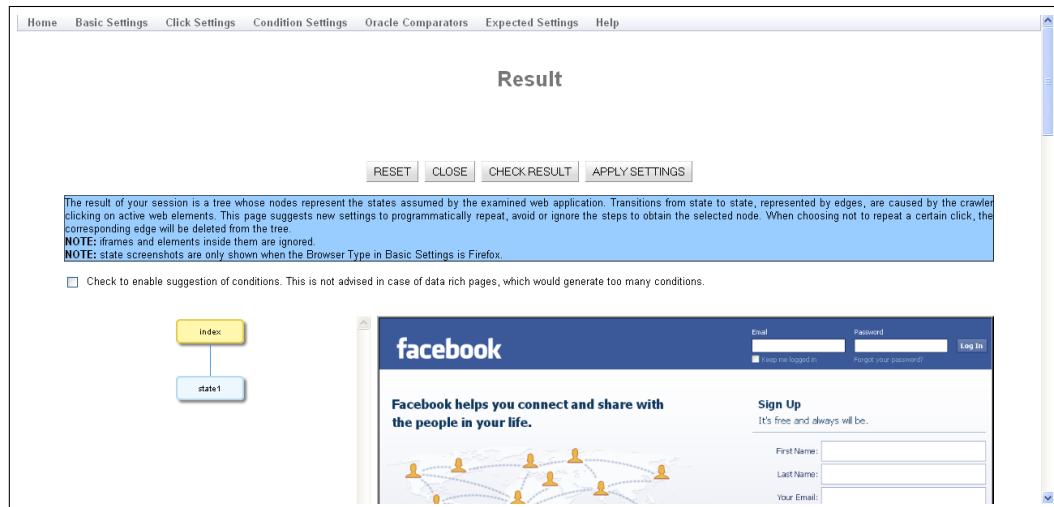 Home Basic Settings Click Settings Condition Settings Oracle Comparators Expected Settings Help
Result
RESET CLOSE CHECK RESULT APPLY SETTINGS
The result of your session is a tree whose nodes represent the states assumed by the examined web application. Transitions from state to state, represented by edges, are caused by the crawler
clicking on active web elements. This page suggests new settings to programmatically repeat, avoid or ignore the steps to obtain the selected node. When choosing not to repeat a certain click, the
corresponding edge will be deleted from the tree.
NOTE: iframes and elements inside them are ignored.
NOTE: state screenshots are only shown when the Browser Type in Basic Settings is Firefox.
Check to enable suggestion of conditions. This is not advised in case of data rich pages, which would generate too many conditions.
index
state1
facebook
Email Password
Log In
Keep me logged in Forgot your password?
Facebook helps you connect and share with
the people in your life.
Sign Up
It's free and always will be.
First Name:
Last Name:
Your Email: